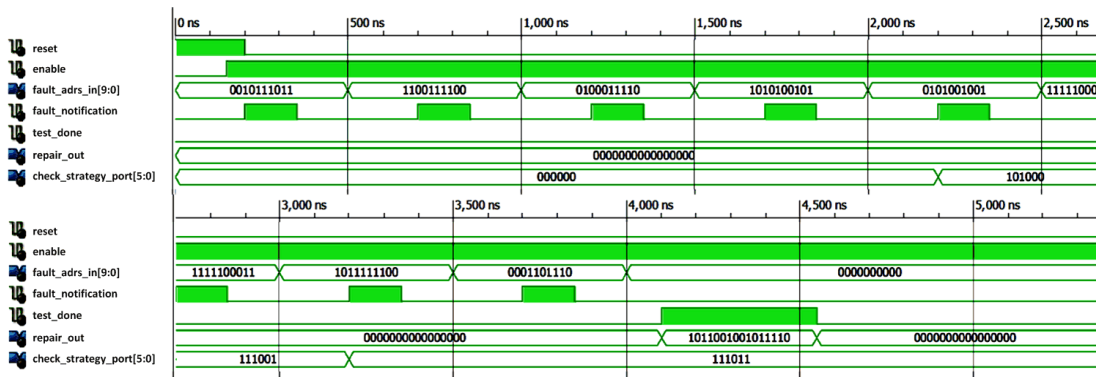 0 ns 500 ns 1,000 ns 1,500 ns 2,000 ns 2,500 ns
reset
enable
fault_adrs_in[9:0] 0010111011 1100111100 0100011110 1010100101 0101001001 11111000
fault_notification
test_done
repair_out 0000000000000000
check_strategy_port[5:0] 000000 101000
3,000 ns 3,500 ns 4,000 ns 4,500 ns 5,000 ns
reset
enable
fault_adrs_in[9:0] 1111100011 1011111100 0001101110 0000000000
fault_notification
test_done
repair_out 0000000000000000 1011001001011110 0000000000000000
check_strategy_port[5:0] 111001 111011